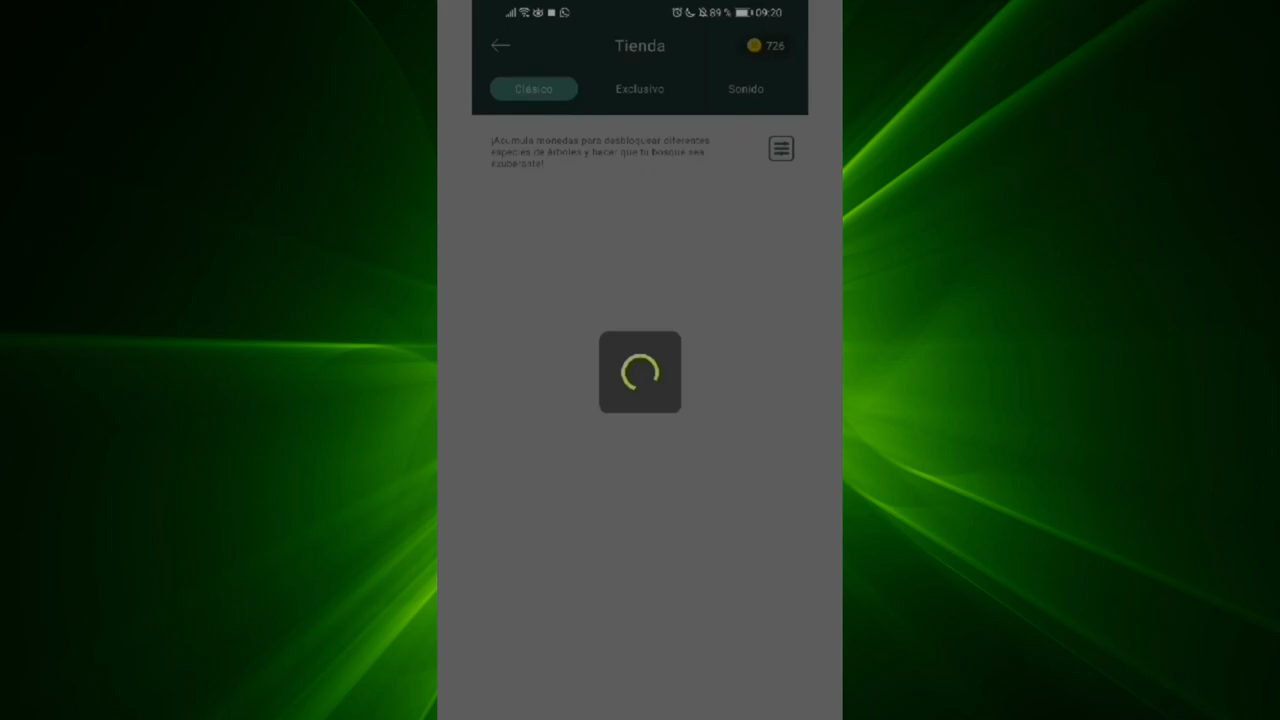 89 % 09:20
Tienda
726
Clásico
Exclusivo
Sonido
¡Acumula monedas para desbloquear diferentes
especies de árboles y hacer que tu bosque sea
exuberante!